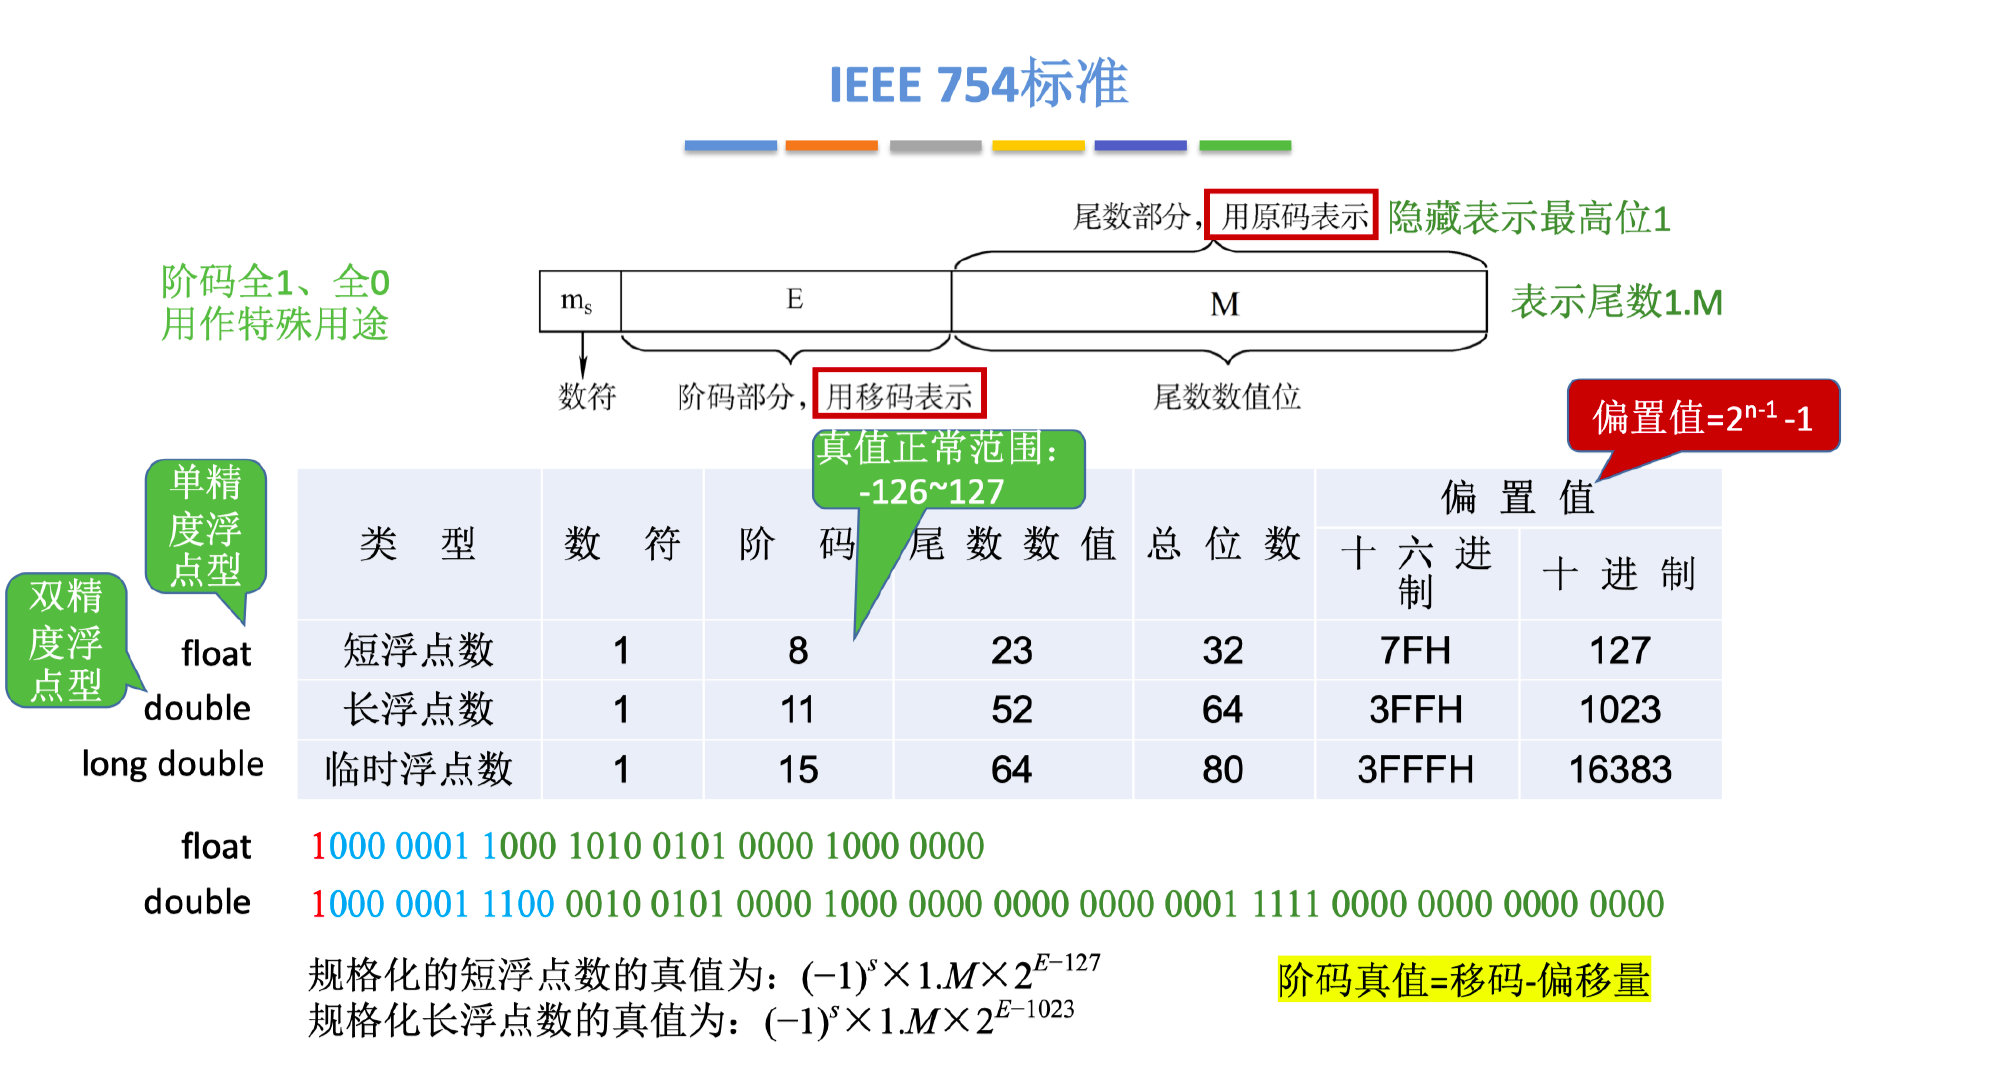 IEEE 754标准
尾数部分，用原码表示 隐藏表示最高位1
阶码全1、全0
用作特殊用途
mₛ E M
表示尾数1.M
数符 阶码部分，用移码表示 尾数数值位
偏置值=2ⁿ⁻¹ -1
真值正常范围：
-126~127
单精
度浮
点型
双精
度浮
点型
类 型 数 符 阶 码 尾数数值 总位数 偏置值
十六进
制
十进制
float 短浮点数 1 8 23 32 7FH 127
double 长浮点数 1 11 52 64 3FFH 1023
long double 临时浮点数 1 15 64 80 3FFFH 16383
float 1000 0001 1000 1010 0101 0000 1000 0000
double 1000 0001 1100 0010 0101 0000 1000 0000 0000 0000 0001 1111 0000 0000 0000 0000
规格化的短浮点数的真值为：(−1)ˢ×1.M×2^(E−127)
阶码真值=移码-偏移量
规格化长浮点数的真值为：(−1)ˢ×1.M×2^(E−1023)